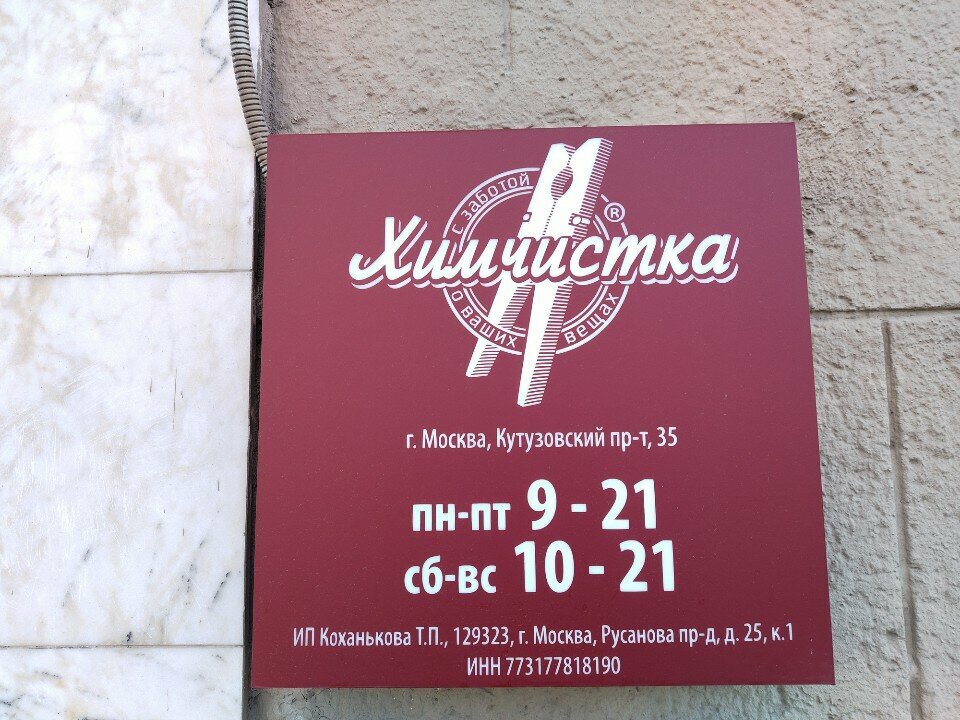 с заботой
®
Химчистка
о ваших вещах
г. Москва, Кутузовский пр-т, 35
пн-пт 9 - 21
сб-вс 10 - 21
ИП Коханькова Т.П., 129323, г. Москва, Русанова пр-д, д. 25, к.1
ИНН 773177818190